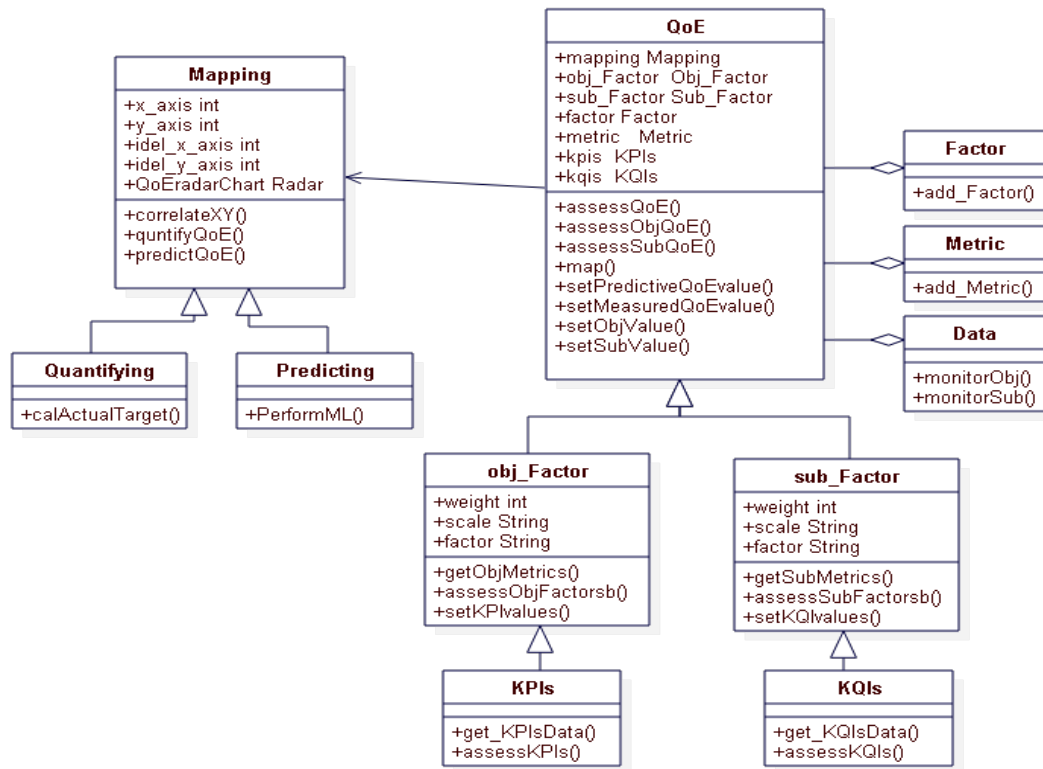 Mapping
+x_axis int
+y_axis int
+idel_x_axis int
+idel_y_axis int
+QoEradarChart Radar
+correlateXY()
+quntifyQoE()
+predictQoE()
Quantifying
+calActualTarget()
Predicting
+PerformML()
QoE
+mapping Mapping
+obj_Factor Obj_Factor
+sub_Factor Sub_Factor
+factor Factor
+metric Metric
+kpis KPIs
+kqis KQIs
+assessQoE()
+assessObjQoE()
+assessSubQoE()
+map()
+setPredictiveQoEvalue()
+setMeasuredQoEvalue()
+setObjValue()
+setSubValue()
Factor
+add_Factor()
Metric
+add_Metric()
Data
+monitorObj()
+monitorSub()
obj_Factor
+weight int
+scale String
+factor String
+getObjMetrics()
+assessObjFactorsb()
+setKPIvalues()
sub_Factor
+weight int
+scale String
+factor String
+getSubMetrics()
+assessSubFactorsb()
+setKQIvalues()
KPIs
+get_KPIsData()
+assessKPIs()
KQIs
+get_KQIsData()
+assessKQIs()